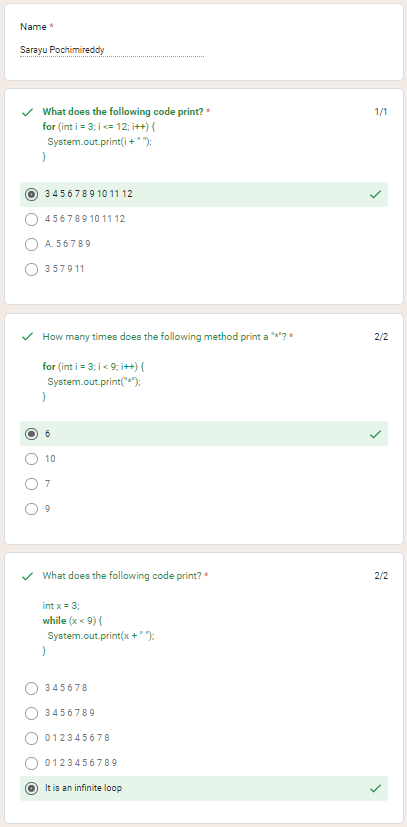 Name *
Sarayu Pochimireddy
What does the following code print? *
1/1
for (int i = 3; i <= 12; i++) {
System.out.print(i + " ");
}
3 4 5 6 7 8 9 10 11 12
4 5 6 7 8 9 10 11 12
A. 5 6 7 8 9
3 5 7 9 11
How many times does the following method print a "*"? *
2/2
for (int i = 3; i < 9; i++) {
System.out.print("*");
}
6
10
7
9
What does the following code print? *
2/2
int x = 3;
while (x < 9) {
System.out.print(x + " ");
}
3 4 5 6 7 8
3 4 5 6 7 8 9
0 1 2 3 4 5 6 7 8
0 1 2 3 4 5 6 7 8 9
It is an infinite loop